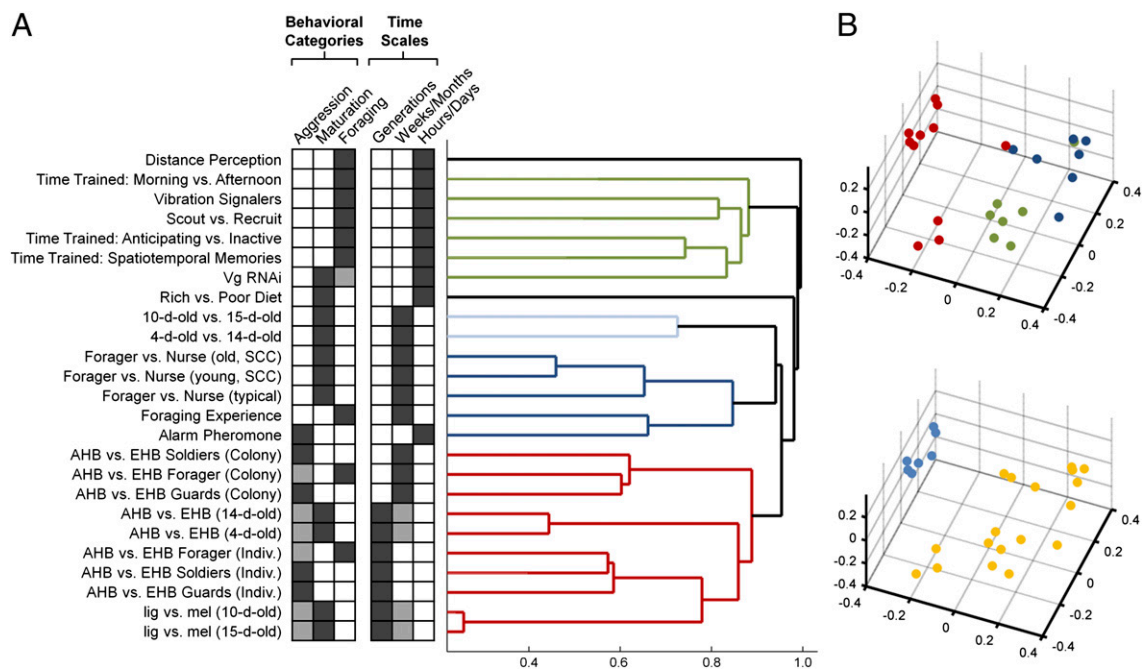 A
Behavioral
Categories
Time
Scales
Aggression
Maturation
Foraging
Generations
Weeks/Months
Hours/Days
Distance Perception
Time Trained: Morning vs. Afternoon
Vibration Signalers
Scout vs. Recruit
Time Trained: Anticipating vs. Inactive
Time Trained: Spatiotemporal Memories
Vg RNAi
Rich vs. Poor Diet
10-d-old vs. 15-d-old
4-d-old vs. 14-d-old
Forager vs. Nurse (old, SCC)
Forager vs. Nurse (young, SCC)
Forager vs. Nurse (typical)
Foraging Experience
Alarm Pheromone
AHB vs. EHB Soldiers (Colony)
AHB vs. EHB Forager (Colony)
AHB vs. EHB Guards (Colony)
AHB vs. EHB (14-d-old)
AHB vs. EHB (4-d-old)
AHB vs. EHB Forager (Indiv.)
AHB vs. EHB Soldiers (Indiv.)
AHB vs. EHB Guards (Indiv.)
lig vs. mel (10-d-old)
lig vs. mel (15-d-old)
0.4 0.6 0.8 1.0
B
0.2
0
-0.2
-0.4
-0.4
-0.2
0
0.2
0.4
-0.4
-0.2
0
0.2
0.4
0.2
0
-0.2
-0.4
-0.4
-0.2
0
0.2
0.4
-0.4
-0.2
0
0.2
0.4